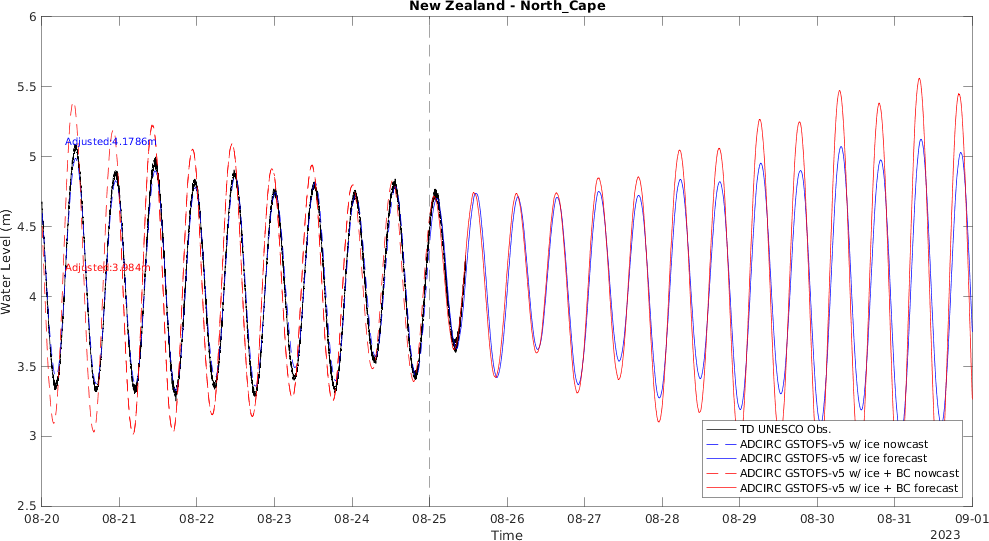 New Zealand - North_Cape
6
5.5
5
4.5
4
3.5
3
2.5
Water Level (m)
Adjusted:4.1786m
Adjusted:3.984m
TD UNESCO Obs.
ADCIRC GSTOFS-v5 w/ ice nowcast
ADCIRC GSTOFS-v5 w/ ice forecast
ADCIRC GSTOFS-v5 w/ ice + BC nowcast
ADCIRC GSTOFS-v5 w/ ice + BC forecast
08-20 08-21 08-22 08-23 08-24 08-25 08-26 08-27 08-28 08-29 08-30 08-31 09-01
Time
2023